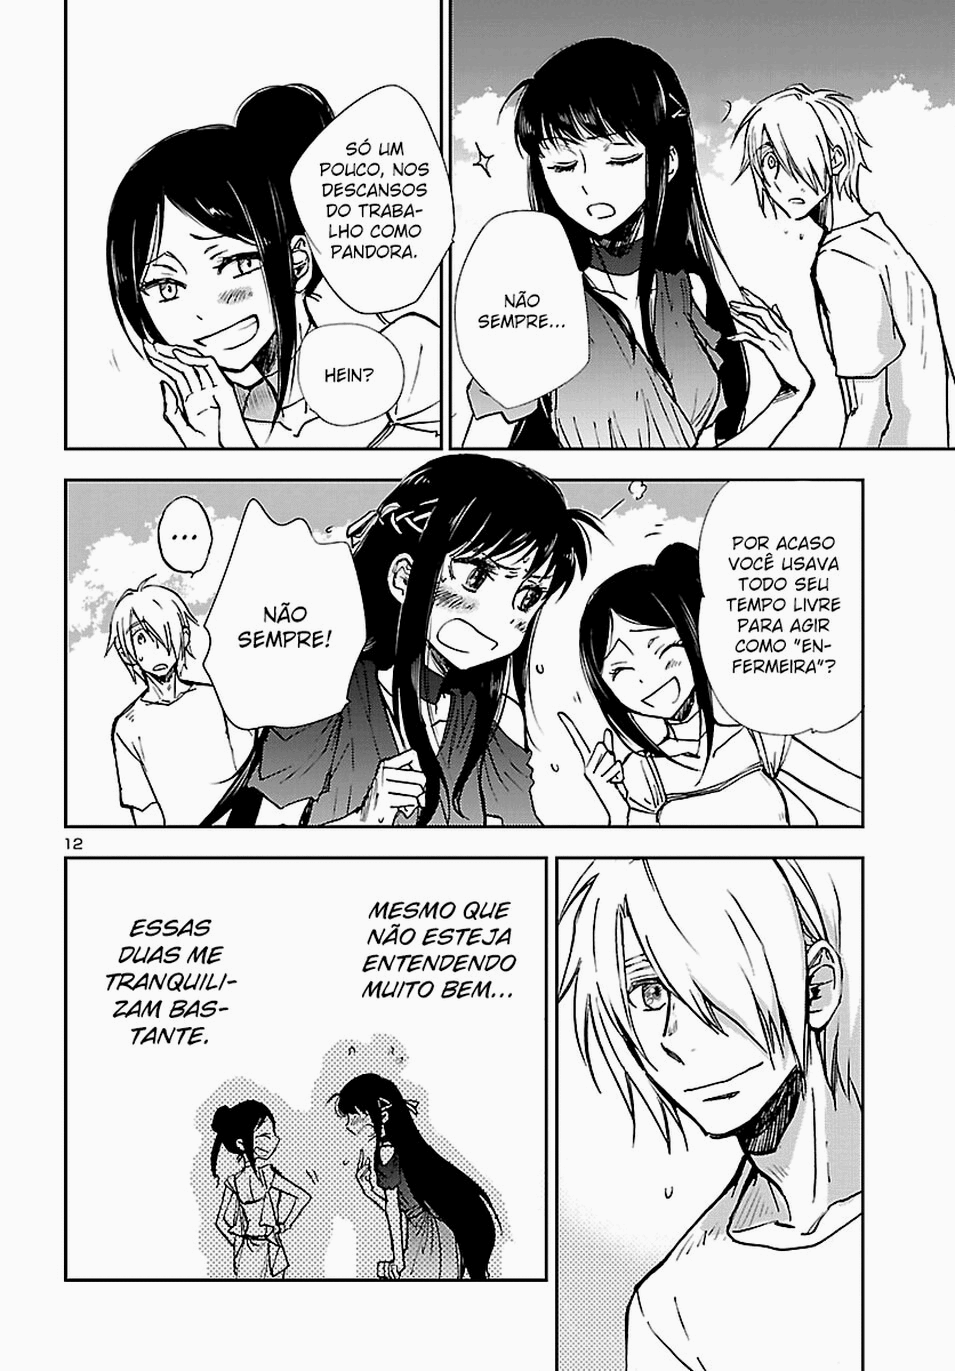 NÃO
SEMPRE...
SÓ UM
POUCO, NOS
DESCANSOS
DO TRABA-
LHO COMO
PANDORA.
HEIN?
POR ACASO
VOCÊ USAVA
TODO SEU
TEMPO LIVRE
PARA AGIR
COMO "EN-
FERMEIRA"?
NÃO
SEMPRE!
...
12
MESMO QUE
NÃO ESTEJA
ENTENDENDO
MUITO BEM...
ESSAS
DUAS ME
TRANQUILI-
ZAM BAS-
TANTE.